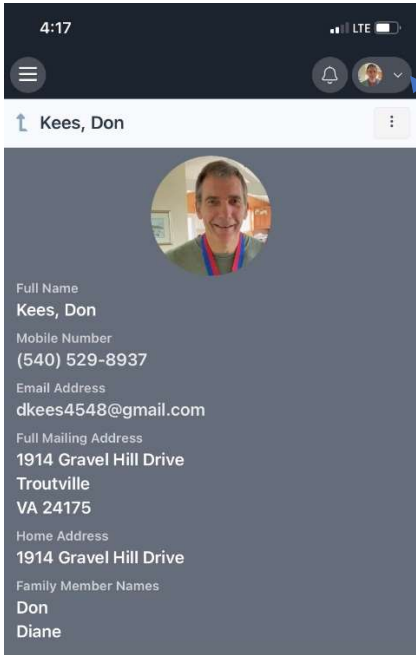 4:17
LTE
Kees, Don
Full Name
Kees, Don
Mobile Number
(540) 529-8937
Email Address
dkees4548@gmail.com
Full Mailing Address
1914 Gravel Hill Drive
Troutville
VA 24175
Home Address
1914 Gravel Hill Drive
Family Member Names
Don
Diane